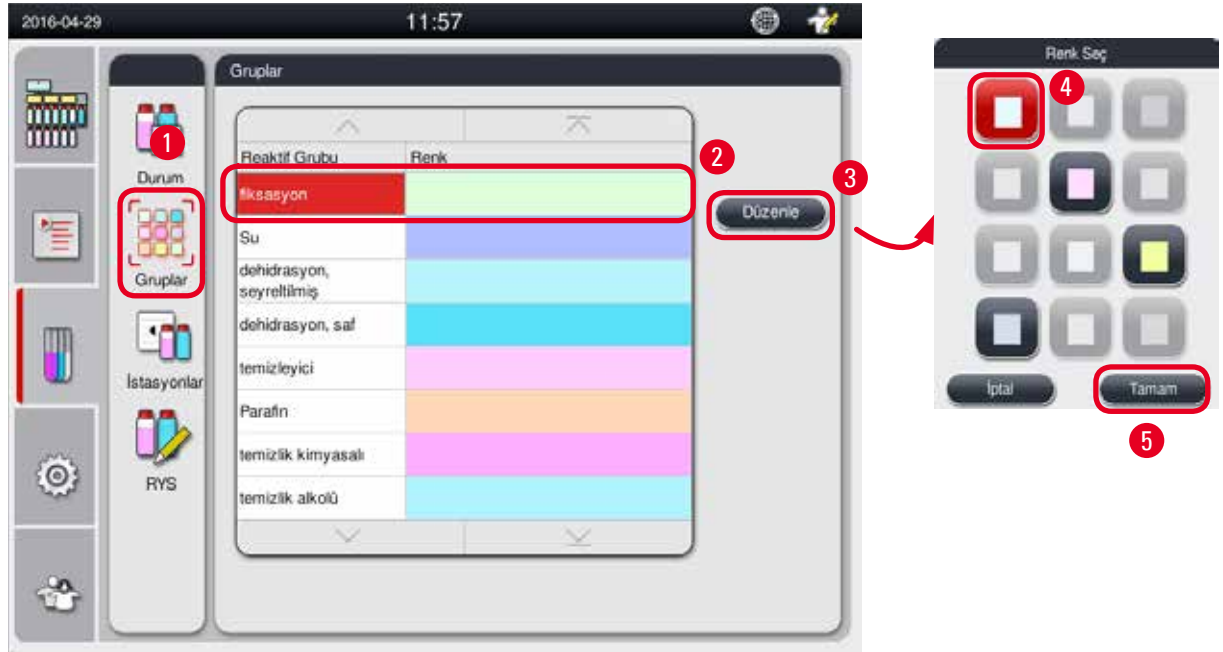 2016-04-29 11:57
Gruplar
Renk Seç
4
1
Durum
Reaktif Grubu Renk
2
fiksasyon
3
Düzenle
Gruplar
Su
dehidrasyon,
seyreltilmiş
dehidrasyon, saf
İstasyonlar
temizleyici
Parafin
temizlik kimyasalı
RYS
temizlik alkolü
İptal
Tamam
5